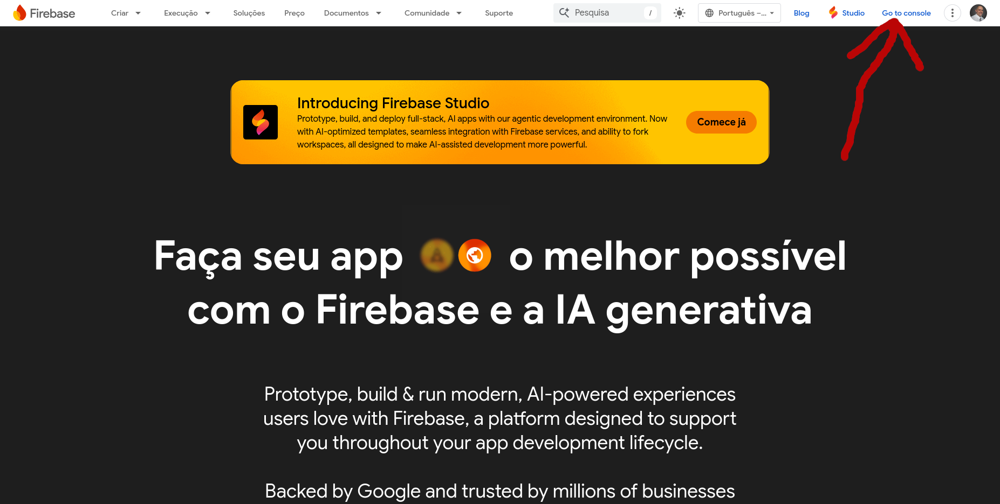 Firebase
Criar
Execução
Soluções
Preço
Documentos
Comunidade
Suporte
Pesquisa
/
Português –...
Blog
Studio
Go to console
Introducing Firebase Studio
Prototype, build, and deploy full-stack, AI apps with our agentic development environment. Now
with AI-optimized templates, seamless integration with Firebase services, and ability to fork
workspaces, all designed to make AI-assisted development more powerful.
Comece já
Faça seu app o melhor possível
com o Firebase e a IA generativa
Prototype, build & run modern, AI-powered experiences
users love with Firebase, a platform designed to support
you throughout your app development lifecycle.
Backed by Google and trusted by millions of businesses